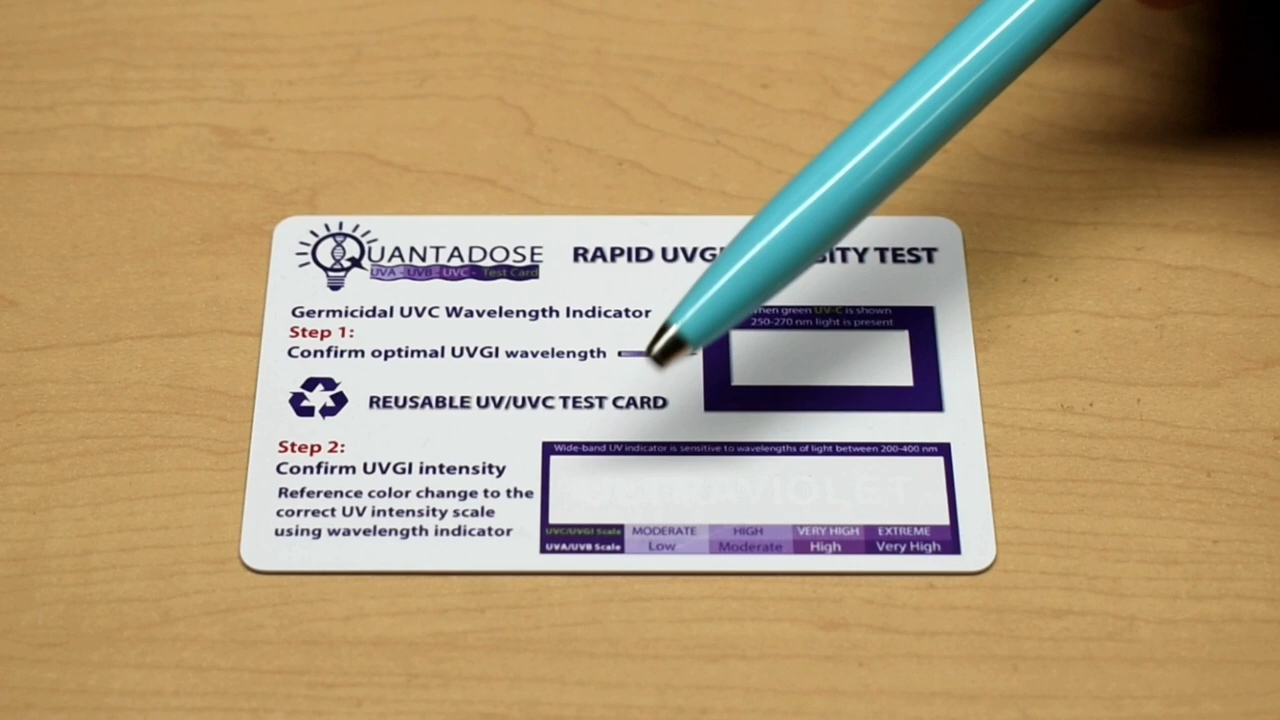 QUANTADOSE
UVA - UVB - UVC - Test Card
RAPID UVG SITY TEST
Germicidal UVC Wavelength Indicator
Step 1:
Confirm optimal UVGI wavelength
when green UV-C is shown
250-270 nm light is present
REUSABLE UV/UVC TEST CARD
Step 2:
Confirm UVGI intensity
Reference color change to the
correct UV intensity scale
using wavelength indicator
Wide-band UV indicator is sensitive to wavelengths of light between 200-400 nm
ULTRAVIOLET
UVC/UVGI Scale MODERATE HIGH VERY HIGH EXTREME
UVA/UVB Scale Low Moderate High Very High